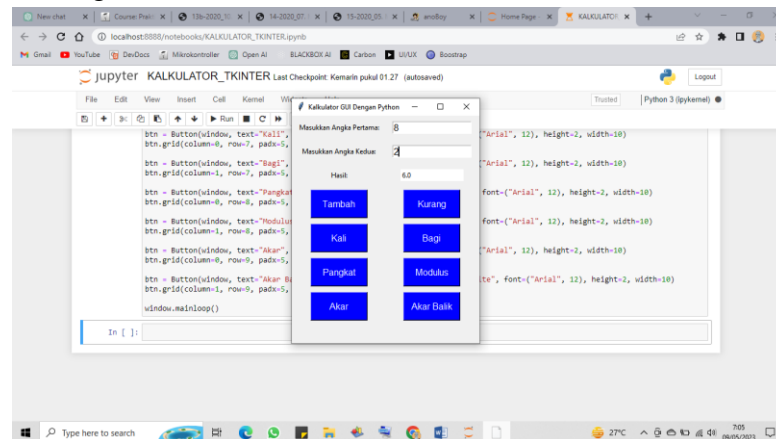 New chat
Course: Prakt
13b-2020_10
14-2020_07.
15-2020_05
anoBoy
Home Page -
KALKULATOR
localhost:8888/notebooks/KALKULATOR_TKINTER.ipynb
Gmail YouTube DevDocs Mikrokontroller Open AI BLACKBOX AI Carbon UI/UX Boostrap
jupyter KALKULATOR_TKINTER Last Checkpoint: Kemarin pukul 01.27 (autosaved)
Logout
File Edit View Insert Cell Kernel
Trusted
Python 3 (ipykernel)
Run
btn = Button(window, text="Kali", ("Arial", 12), height=2, width=10)
btn.grid(column=0, row=7, padx=5,
btn = Button(window, text="Bagi", ("Arial", 12), height=2, width=10)
btn.grid(column=1, row=7, padx=5,
btn = Button(window, text="Pangkat font=("Arial", 12), height=2, width=10)
btn.grid(column=0, row=8, padx=5,
btn = Button(window, text="Modulus font=("Arial", 12), height=2, width=10)
btn.grid(column=1, row=8, padx=5,
btn = Button(window, text="Akar", ("Arial", 12), height=2, width=10)
btn.grid(column=0, row=9, padx=5,
btn = Button(window, text="Akar Ba ite", font=("Arial", 12), height=2, width=10)
btn.grid(column=1, row=9, padx=5,
window.mainloop()
In [ ]:
Kalkulator GUI Dengan Python
Masukkan Angka Pertama: 8
Masukkan Angka Kedua: 2
Hasil: 6.0
Tambah Kurang
Kali Bagi
Pangkat Modulus
Akar Akar Balik
Type here to search
27°C
7:05
09/05/2023